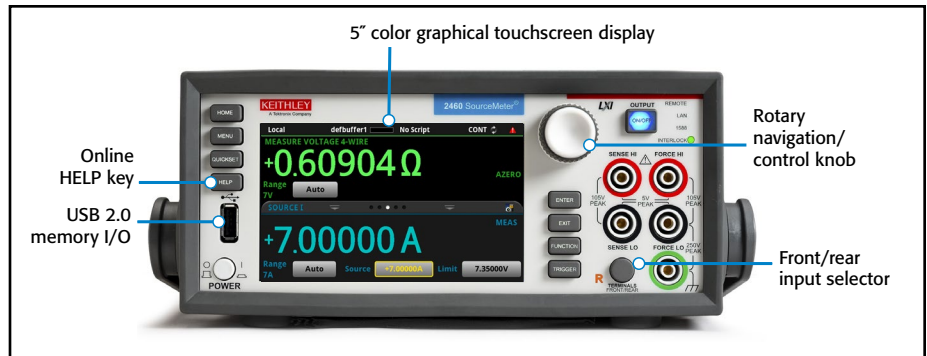 5″ color graphical touchscreen display
Online
HELP key
USB 2.0
memory I/O
Rotary
navigation/
control knob
Front/rear
input selector
HOME
MENU
QUICKSET
HELP
POWER
KEITHLEY
A Tektronix Company
2460 SourceMeter®
Local defbuffer1 No Script CONT
MEASURE VOLTAGE 4-WIRE
+0.60904 Ω
AZERO
Range
7V
Auto
SOURCE I
MEAS
+7.00000 A
Range
7A
Auto Source +7.00000A Limit 7.35000V
LXI
OUTPUT
ON/OFF
REMOTE
LAN
1588
INTERLOCK
SENSE HI FORCE HI
105V
PEAK
6V
PEAK
105V
PEAK
SENSE LO FORCE LO
250V
PEAK
ENTER
EXIT
FUNCTION
TRIGGER
R
TERMINALS
FRONT/REAR